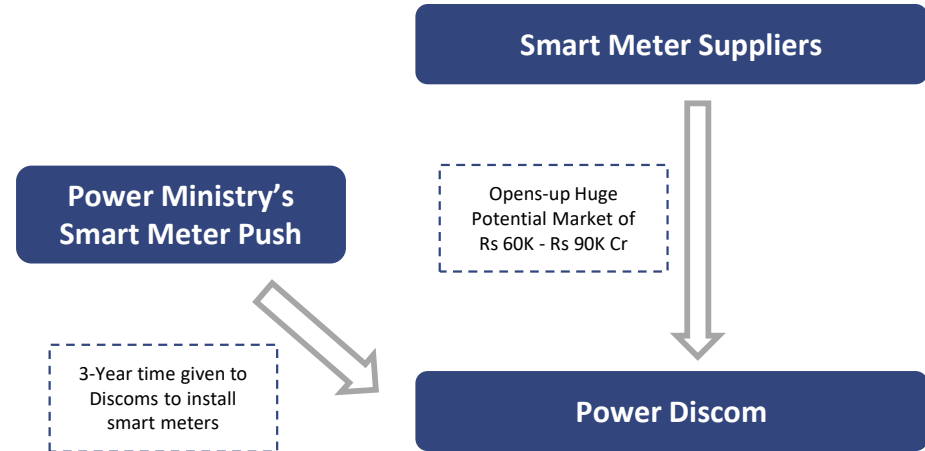 Smart Meter Suppliers
Power Ministry’s
Smart Meter Push
Opens-up Huge
Potential Market of
Rs 60K - Rs 90K Cr
3-Year time given to
Discoms to install
smart meters
Power Discom